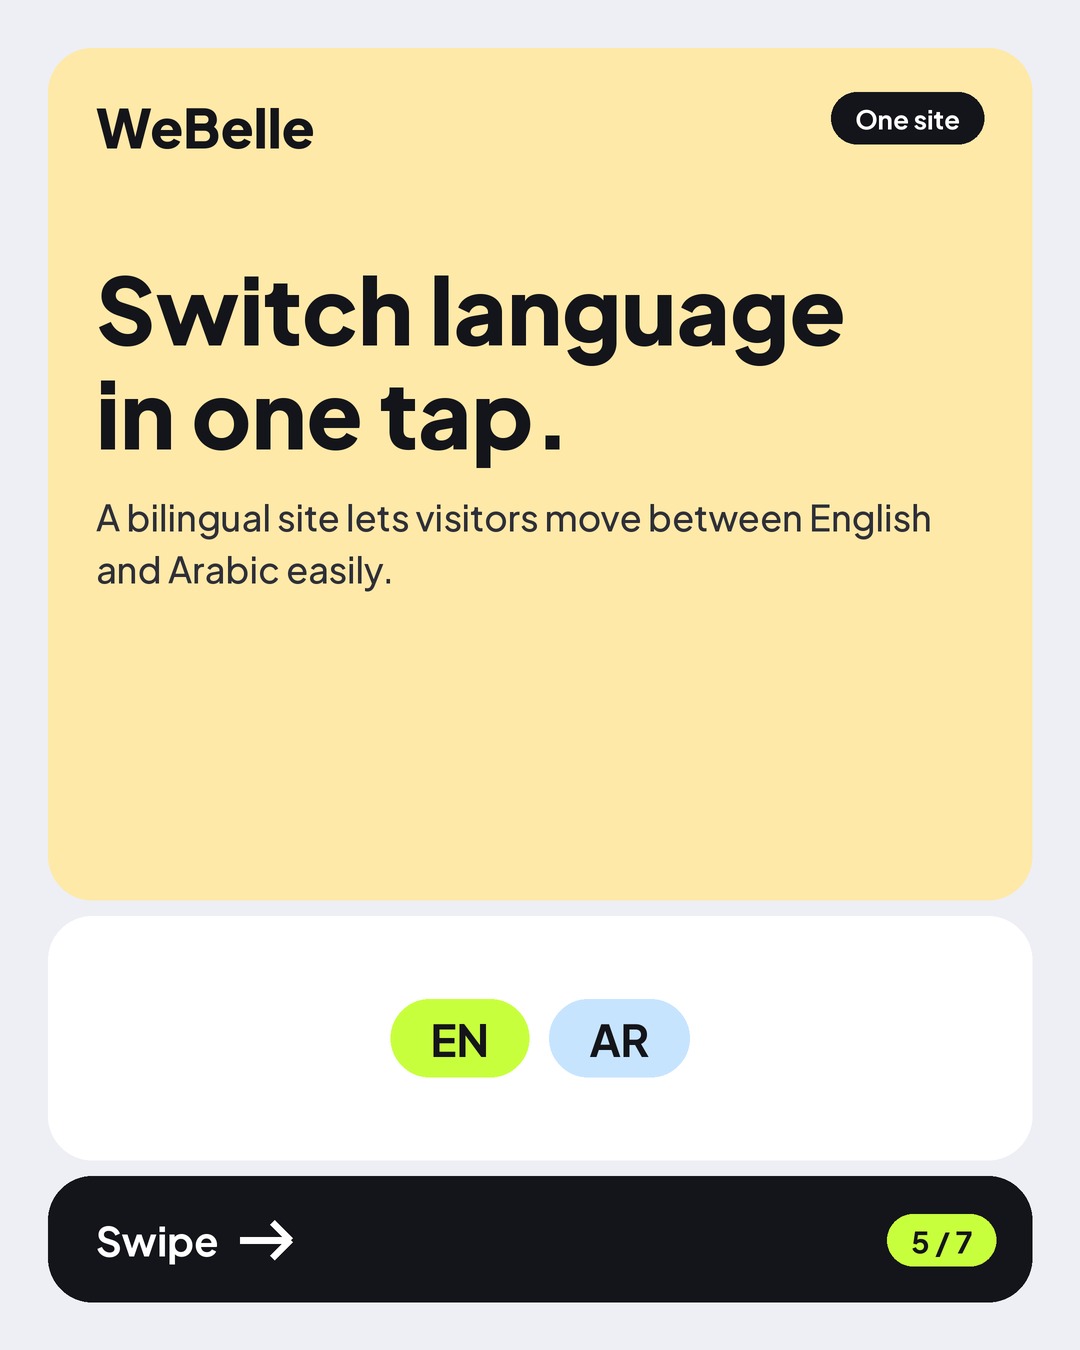 WeBelle
One site
Switch language
in one tap.
A bilingual site lets visitors move between English
and Arabic easily.
EN
AR
Swipe →
5 / 7